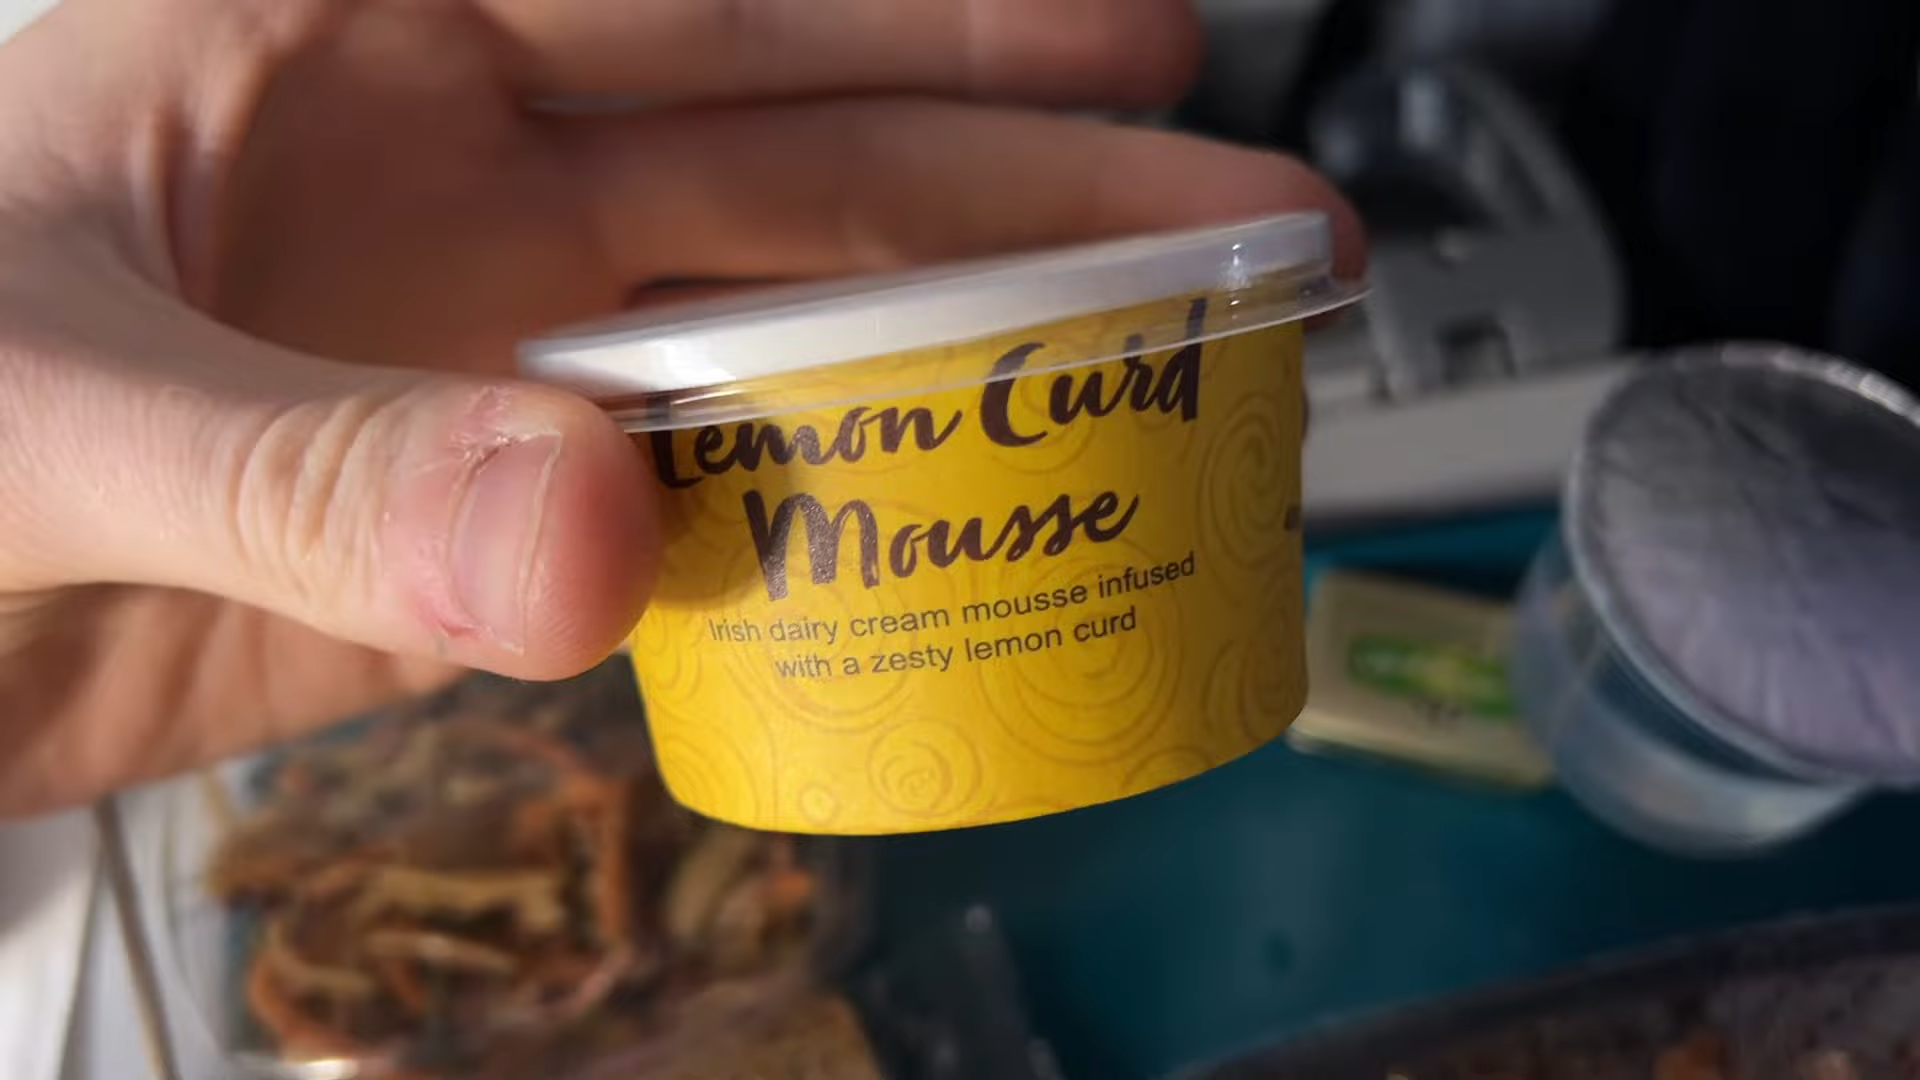 Lemon Curd
Mousse
Irish dairy cream mousse infused
with a zesty lemon curd